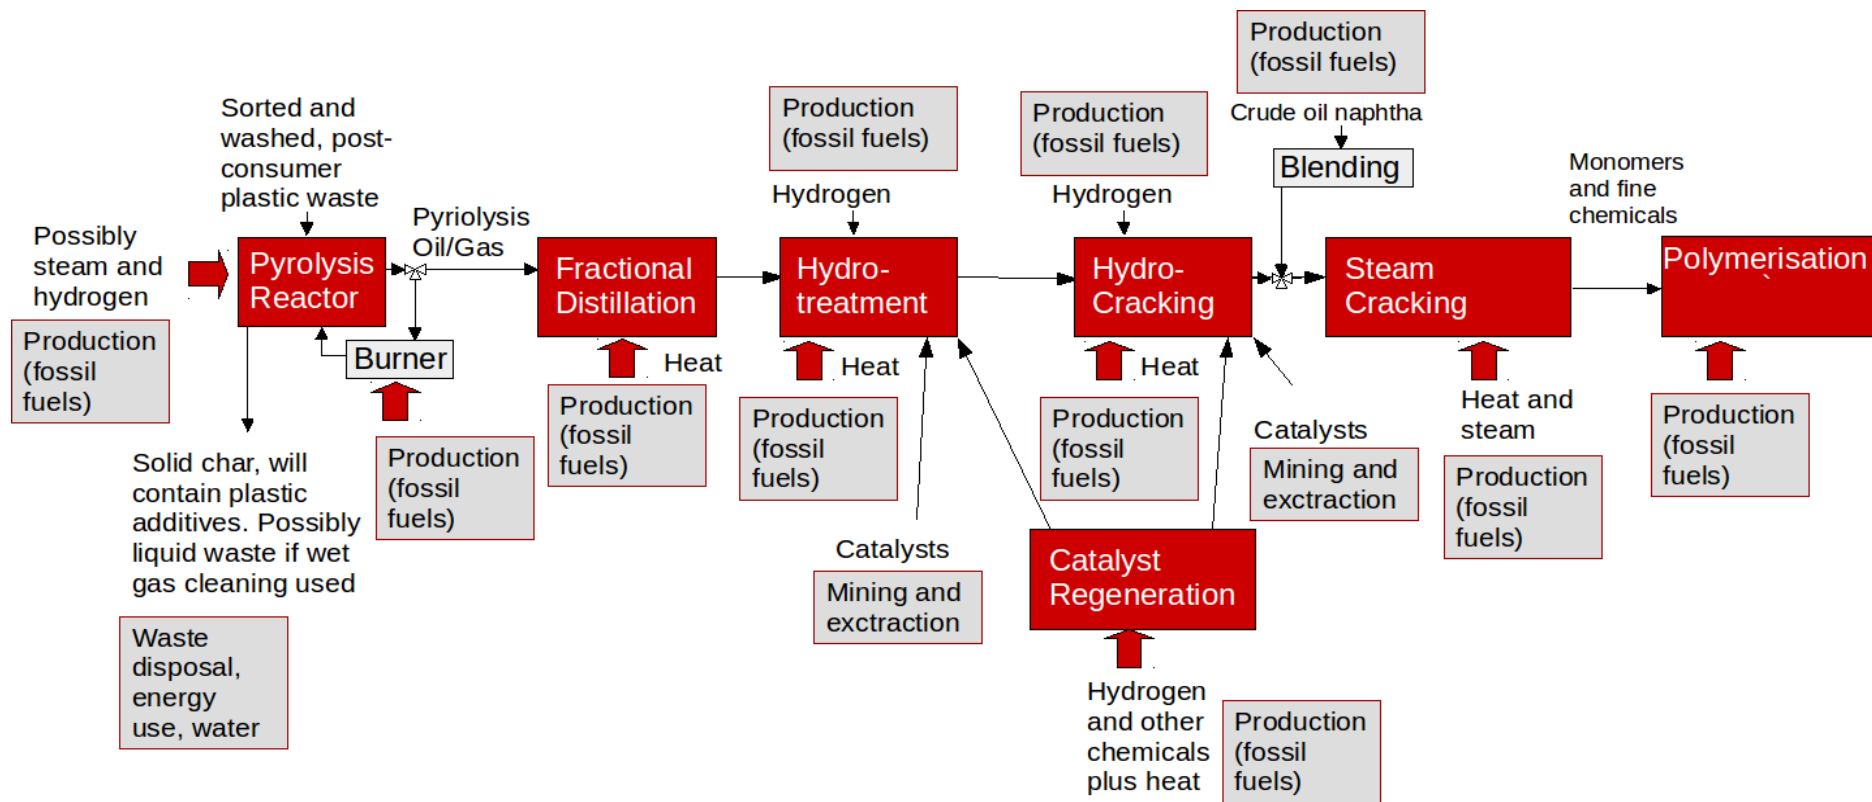 Production
(fossil fuels)
Crude oil naphtha
Blending
Sorted and
washed, post-
consumer
plastic waste
Production
(fossil fuels)
Hydrogen
Production
(fossil fuels)
Hydrogen
Monomers
and fine
chemicals
Possibly
steam and
hydrogen
Production
(fossil
fuels)
Pyrolysis
Reactor
Pyriolysis
Oil/Gas
Burner
Production
(fossil
fuels)
Fractional
Distillation
Heat
Production
(fossil
fuels)
Hydro-
treatment
Heat
Production
(fossil
fuels)
Hydro-
Cracking
Heat
Production
(fossil
fuels)
Steam
Cracking
Heat and
steam
Production
(fossil
fuels)
Polymerisation
`
Production
(fossil
fuels)
Solid char, will
contain plastic
additives. Possibly
liquid waste if wet
gas cleaning used
Waste
disposal,
energy
use, water
Catalysts
Mining and
exctraction
Catalysts
Mining and
exctraction
Catalyst
Regeneration
Hydrogen
and other
chemicals
plus heat
Production
(fossil
fuels)